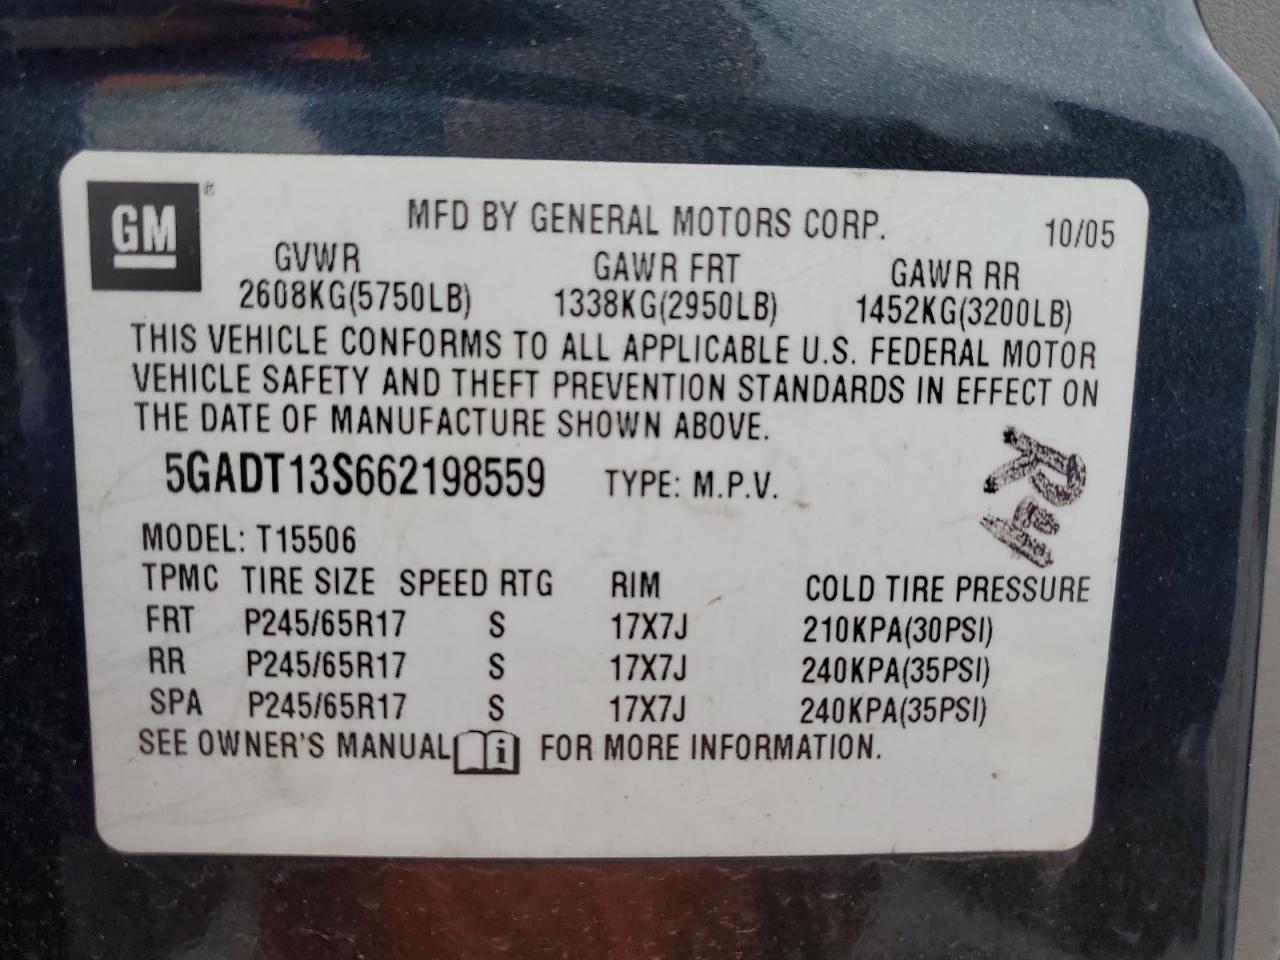 GM ®
MFD BY GENERAL MOTORS CORP. 10/05
GVWR GAWR FRT GAWR RR
2608KG(5750LB) 1338KG(2950LB) 1452KG(3200LB)
THIS VEHICLE CONFORMS TO ALL APPLICABLE U.S. FEDERAL MOTOR
VEHICLE SAFETY AND THEFT PREVENTION STANDARDS IN EFFECT ON
THE DATE OF MANUFACTURE SHOWN ABOVE.
5GADT13S662198559 TYPE: M.P.V.
MODEL: T15506
TPMC TIRE SIZE SPEED RTG RIM COLD TIRE PRESSURE
FRT P245/65R17 S 17X7J 210KPA(30PSI)
RR P245/65R17 S 17X7J 240KPA(35PSI)
SPA P245/65R17 S 17X7J 240KPA(35PSI)
SEE OWNER'S MANUAL i FOR MORE INFORMATION.